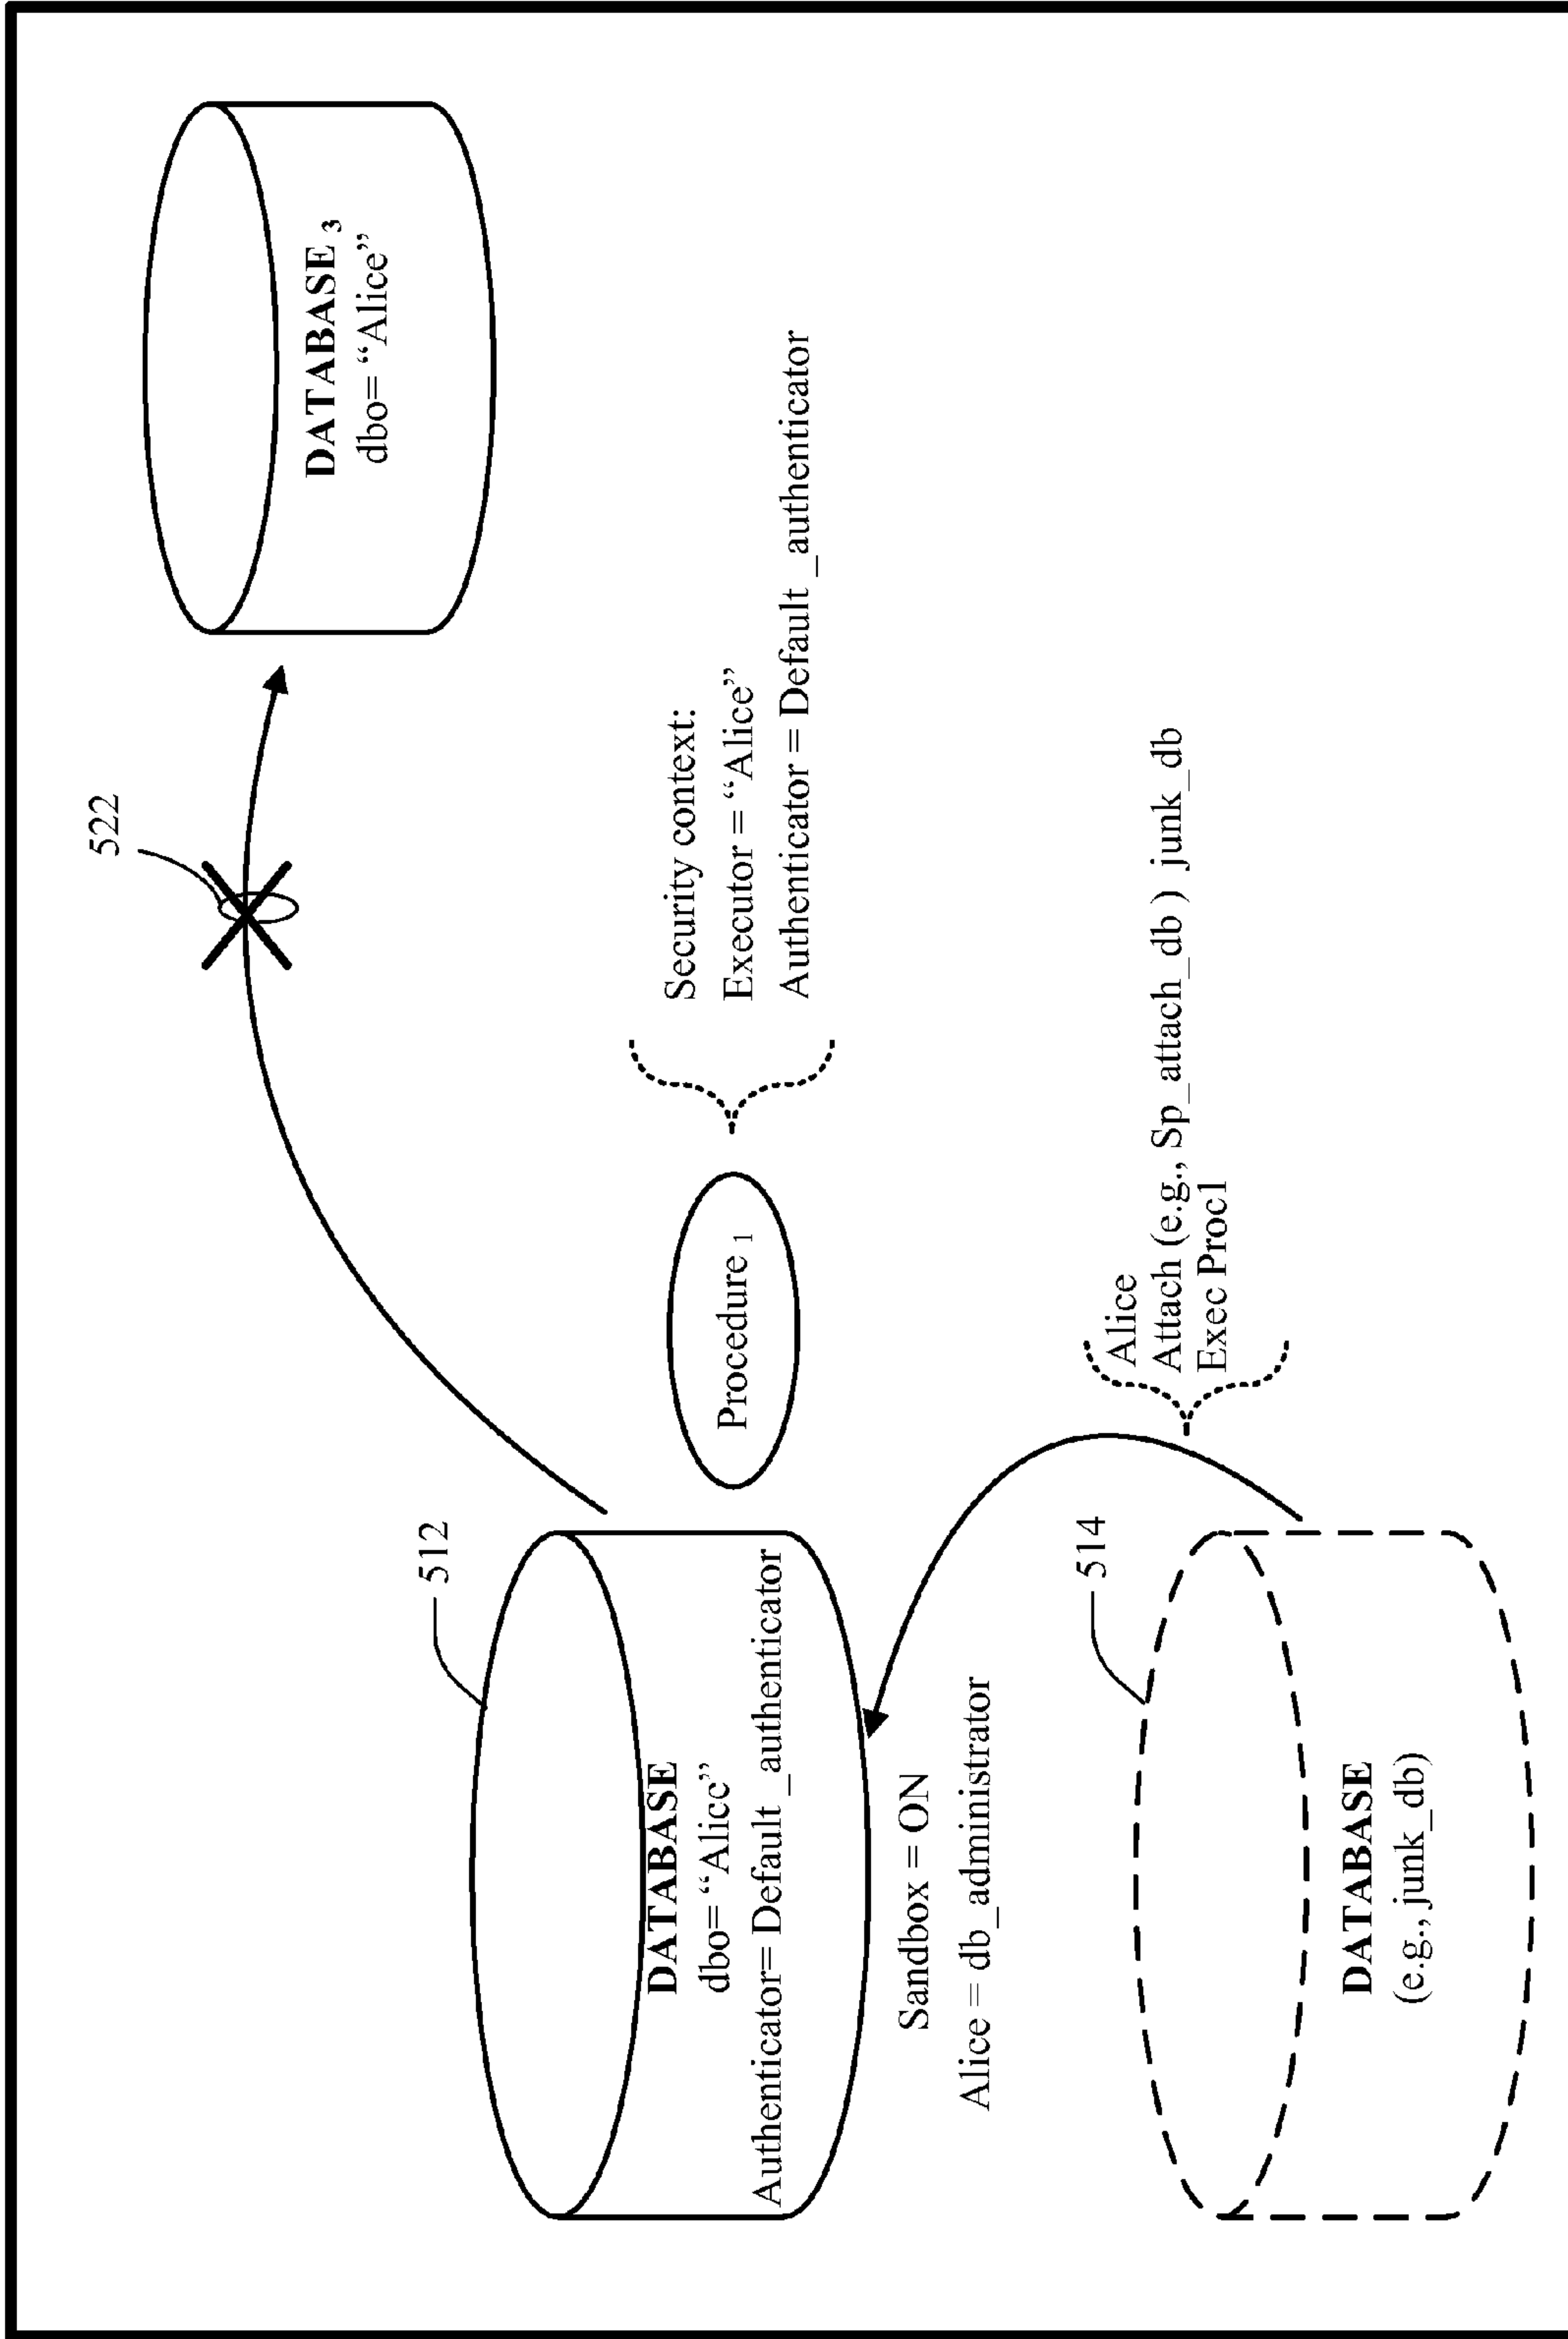 522
DATABASE 3
dbo= “Alice”
512
DATABASE
dbo= “Alice”
Authenticator= Default _authenticator
Procedure 1
Security context:
Executor = “Alice”
Authenticator = Default _authenticator
Sandbox = ON
Alice = db_administrator
Alice
Attach (e.g., Sp_attach_db ) junk_db
Exec Proc1
514
DATABASE
(e.g., junk_db)